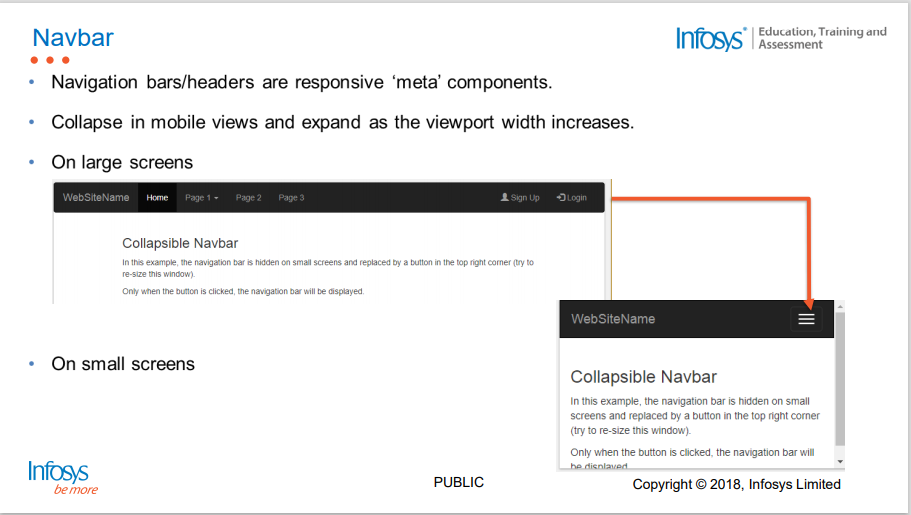 Navbar
Infosys® | Education, Training and
Assessment
• Navigation bars/headers are responsive ‘meta’ components.
• Collapse in mobile views and expand as the viewport width increases.
• On large screens
WebSiteName Home Page 1 Page 2 Page 3 Sign Up Login
Collapsible Navbar
In this example, the navigation bar is hidden on small screens and replaced by a button in the top right corner (try to
re-size this window).
Only when the button is clicked, the navigation bar will be displayed.
WebSiteName
• On small screens
Collapsible Navbar
In this example, the navigation bar is hidden on small
screens and replaced by a button in the top right corner
(try to re-size this window).
Only when the button is clicked, the navigation bar will
be displayed
Infosys
be more
PUBLIC
Copyright © 2018, Infosys Limited